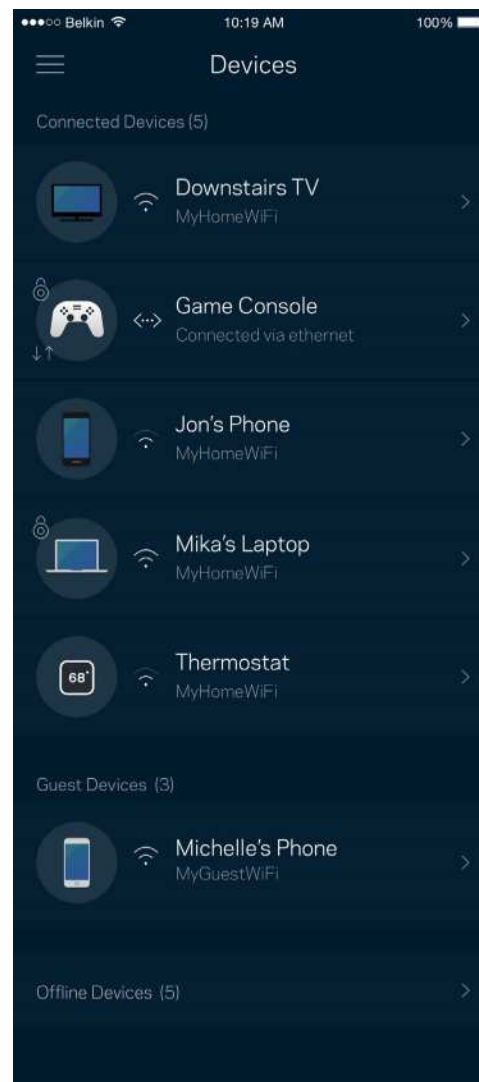 Belkin 10:19 AM 100%
Devices
Connected Devices (5)
Downstairs TV
MyHomeWiFi
Game Console
Connected via ethernet
Jon's Phone
MyHomeWiFi
Mika's Laptop
MyHomeWiFi
68°
Thermostat
MyHomeWiFi
Guest Devices (3)
Michelle's Phone
MyGuestWiFi
Offline Devices (5)